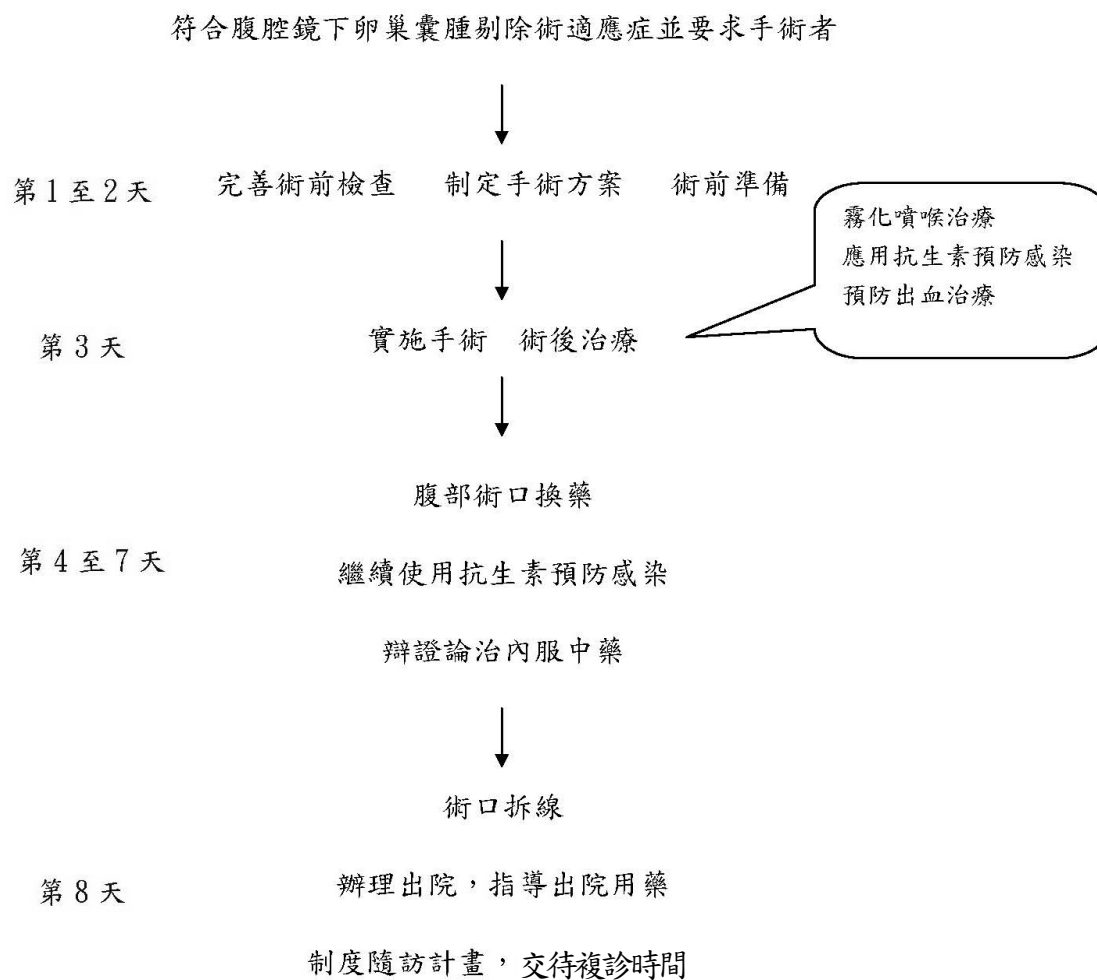 符合腹腔鏡下卵巢囊腫剔除術適應症並要求手術者
第 1 至 2 天
完善術前檢查 制定手術方案 術前準備
霧化噴喉治療
應用抗生素預防感染
預防出血治療
第 3 天
實施手術 術後治療
腹部術口換藥
第 4 至 7 天
繼續使用抗生素預防感染
辯證論治內服中藥
術口拆線
第 8 天
辦理出院，指導出院用藥
制度隨訪計畫，交待複診時間